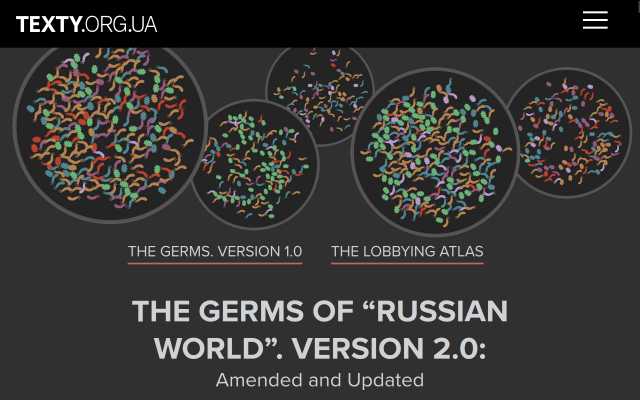 TEXTY.ORG.UA
THE GERMS. VERSION 1.0
THE LOBBYING ATLAS
THE GERMS OF “RUSSIAN
WORLD”. VERSION 2.0:
Amended and Updated